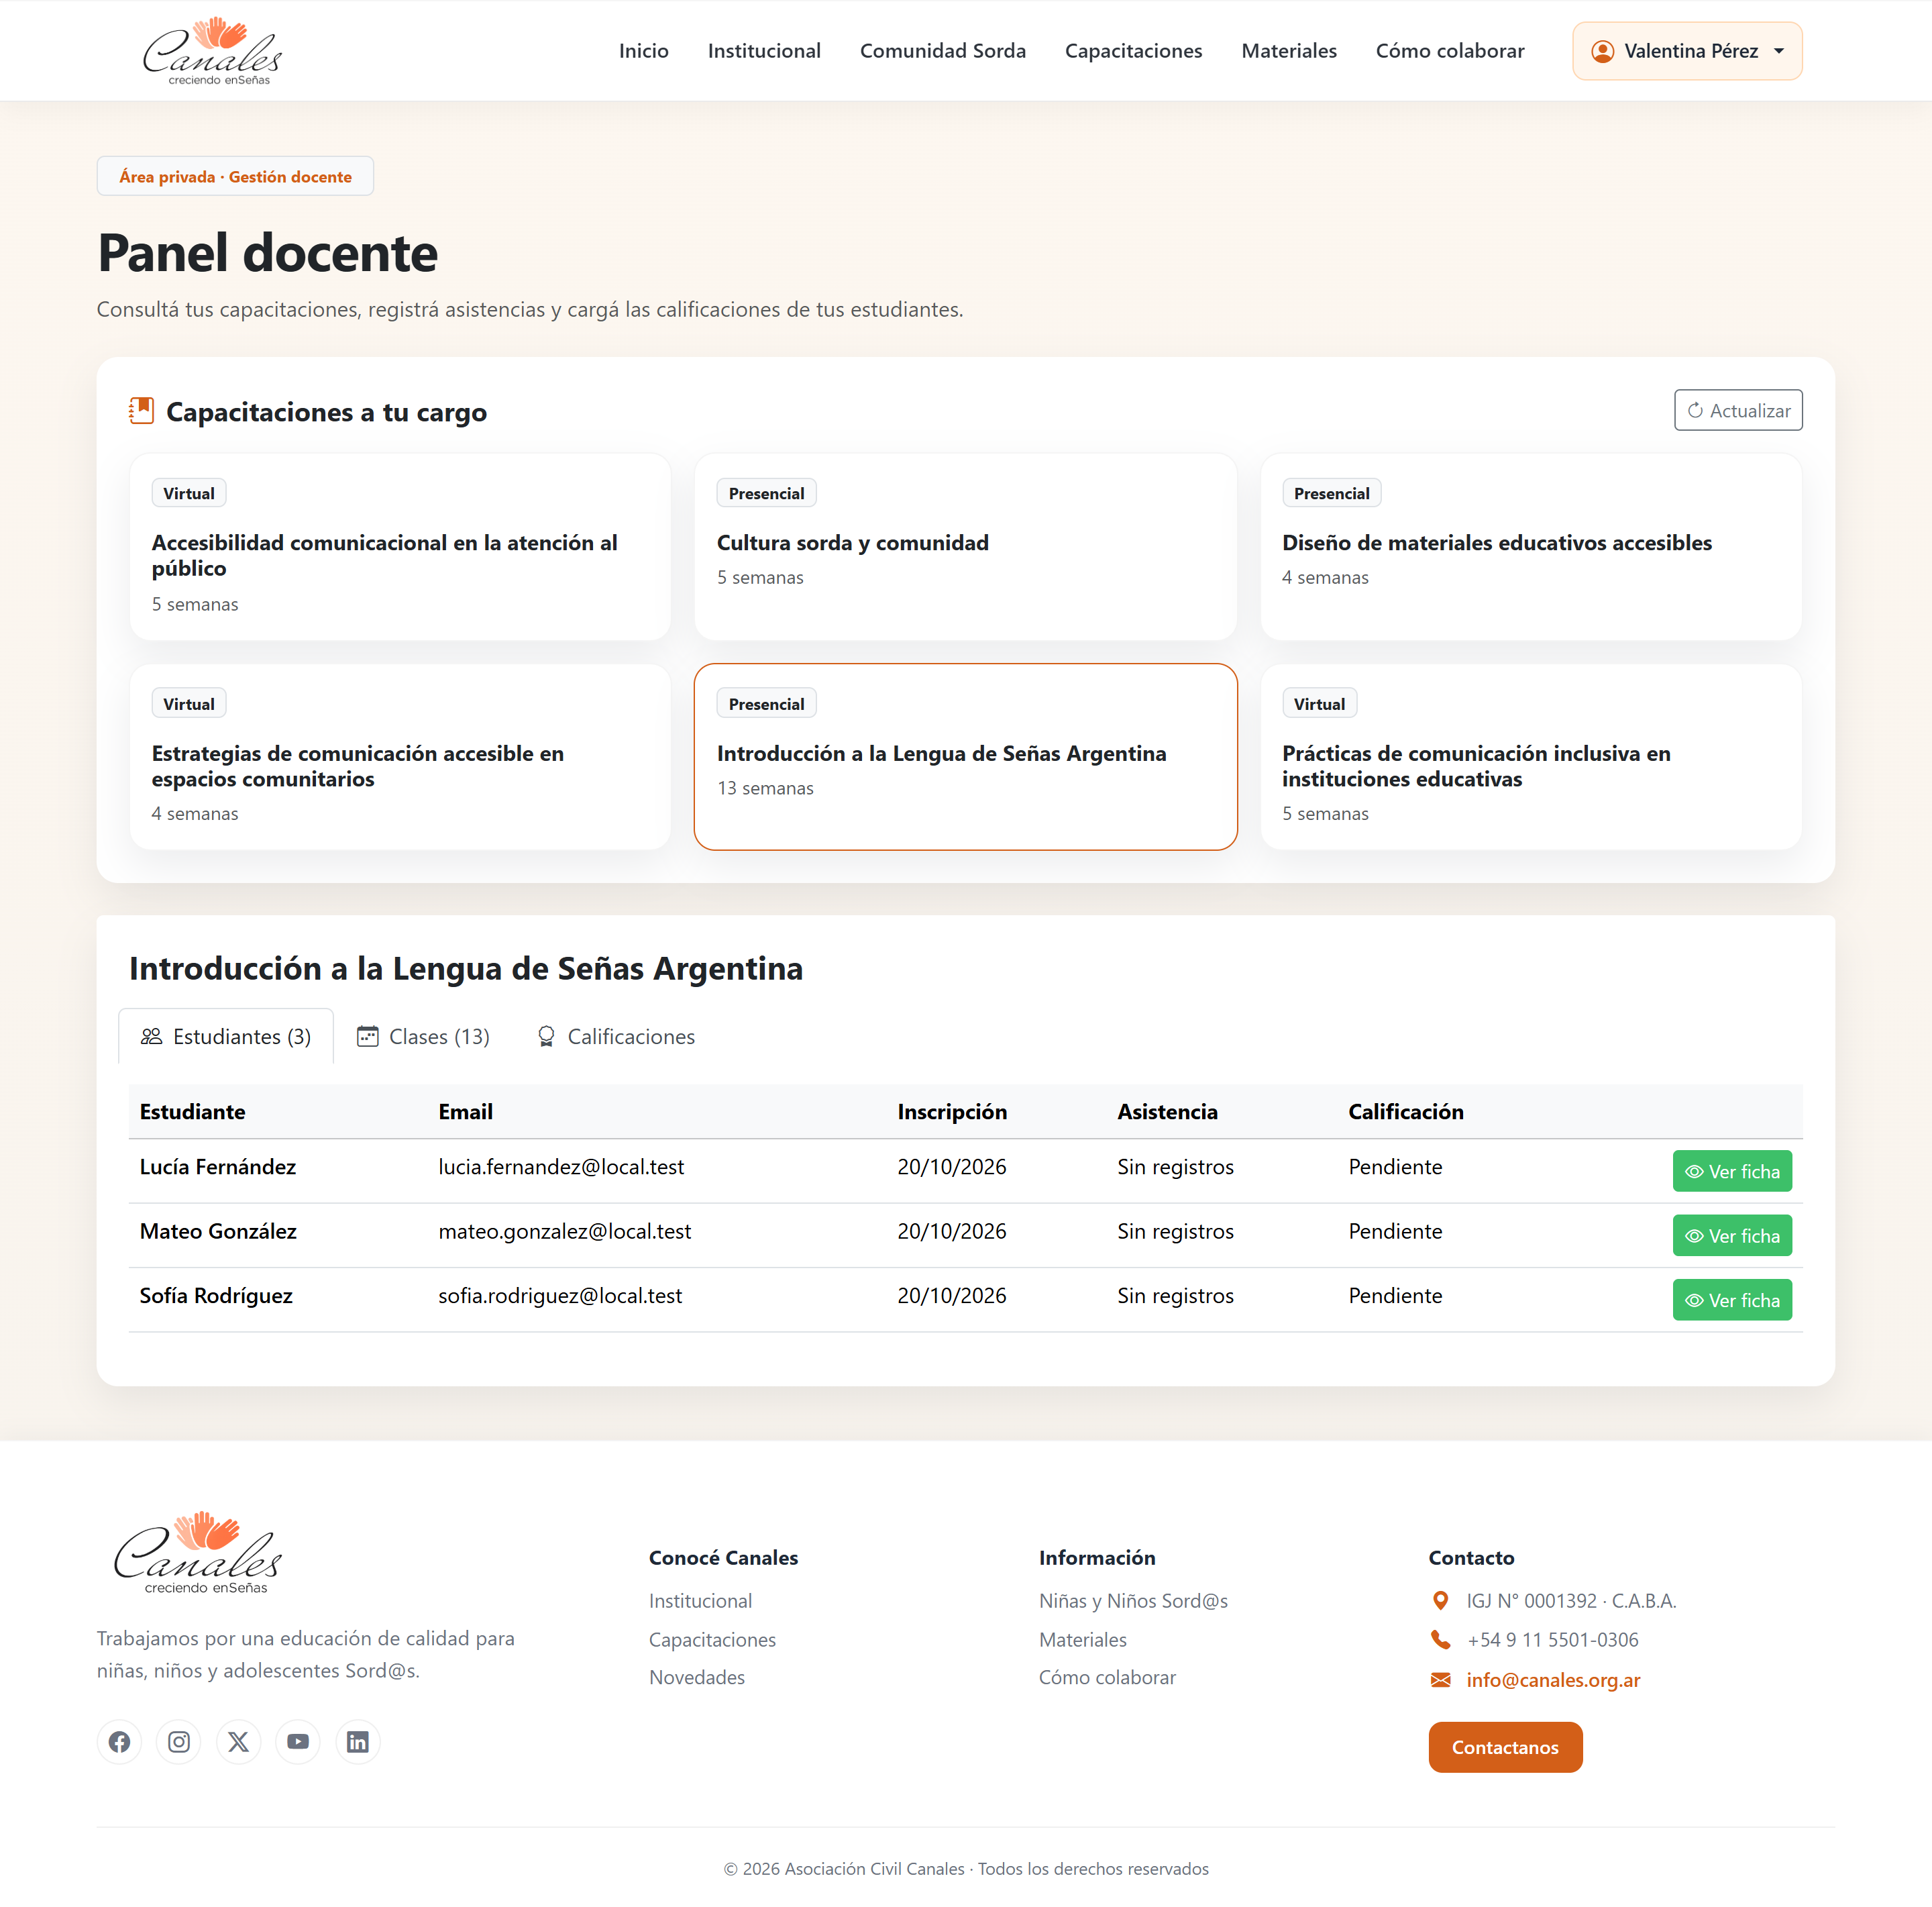 Canales
creciendo enSeñas
Inicio Institucional Comunidad Sorda Capacitaciones Materiales Cómo colaborar Valentina Pérez
Área privada · Gestión docente
Panel docente
Consultá tus capacitaciones, registrá asistencias y cargá las calificaciones de tus estudiantes.
Capacitaciones a tu cargo
Actualizar
Virtual
Accesibilidad comunicacional en la atención al
público
5 semanas
Presencial
Cultura sorda y comunidad
5 semanas
Presencial
Diseño de materiales educativos accesibles
4 semanas
Virtual
Estrategias de comunicación accesible en
espacios comunitarios
4 semanas
Presencial
Introducción a la Lengua de Señas Argentina
13 semanas
Virtual
Prácticas de comunicación inclusiva en
instituciones educativas
5 semanas
Introducción a la Lengua de Señas Argentina
Estudiantes (3) Clases (13) Calificaciones
Estudiante Email Inscripción Asistencia Calificación
Lucía Fernández lucia.fernandez@local.test 20/10/2026 Sin registros Pendiente Ver ficha
Mateo González mateo.gonzalez@local.test 20/10/2026 Sin registros Pendiente Ver ficha
Sofía Rodríguez sofia.rodriguez@local.test 20/10/2026 Sin registros Pendiente Ver ficha
Canales
creciendo enSeñas
Trabajamos por una educación de calidad para
niñas, niños y adolescentes Sord@s.
Conocé Canales
Institucional
Capacitaciones
Novedades
Información
Niñas y Niños Sord@s
Materiales
Cómo colaborar
Contacto
IGJ N° 0001392 · C.A.B.A.
+54 9 11 5501-0306
info@canales.org.ar
Contactanos
© 2026 Asociación Civil Canales · Todos los derechos reservados